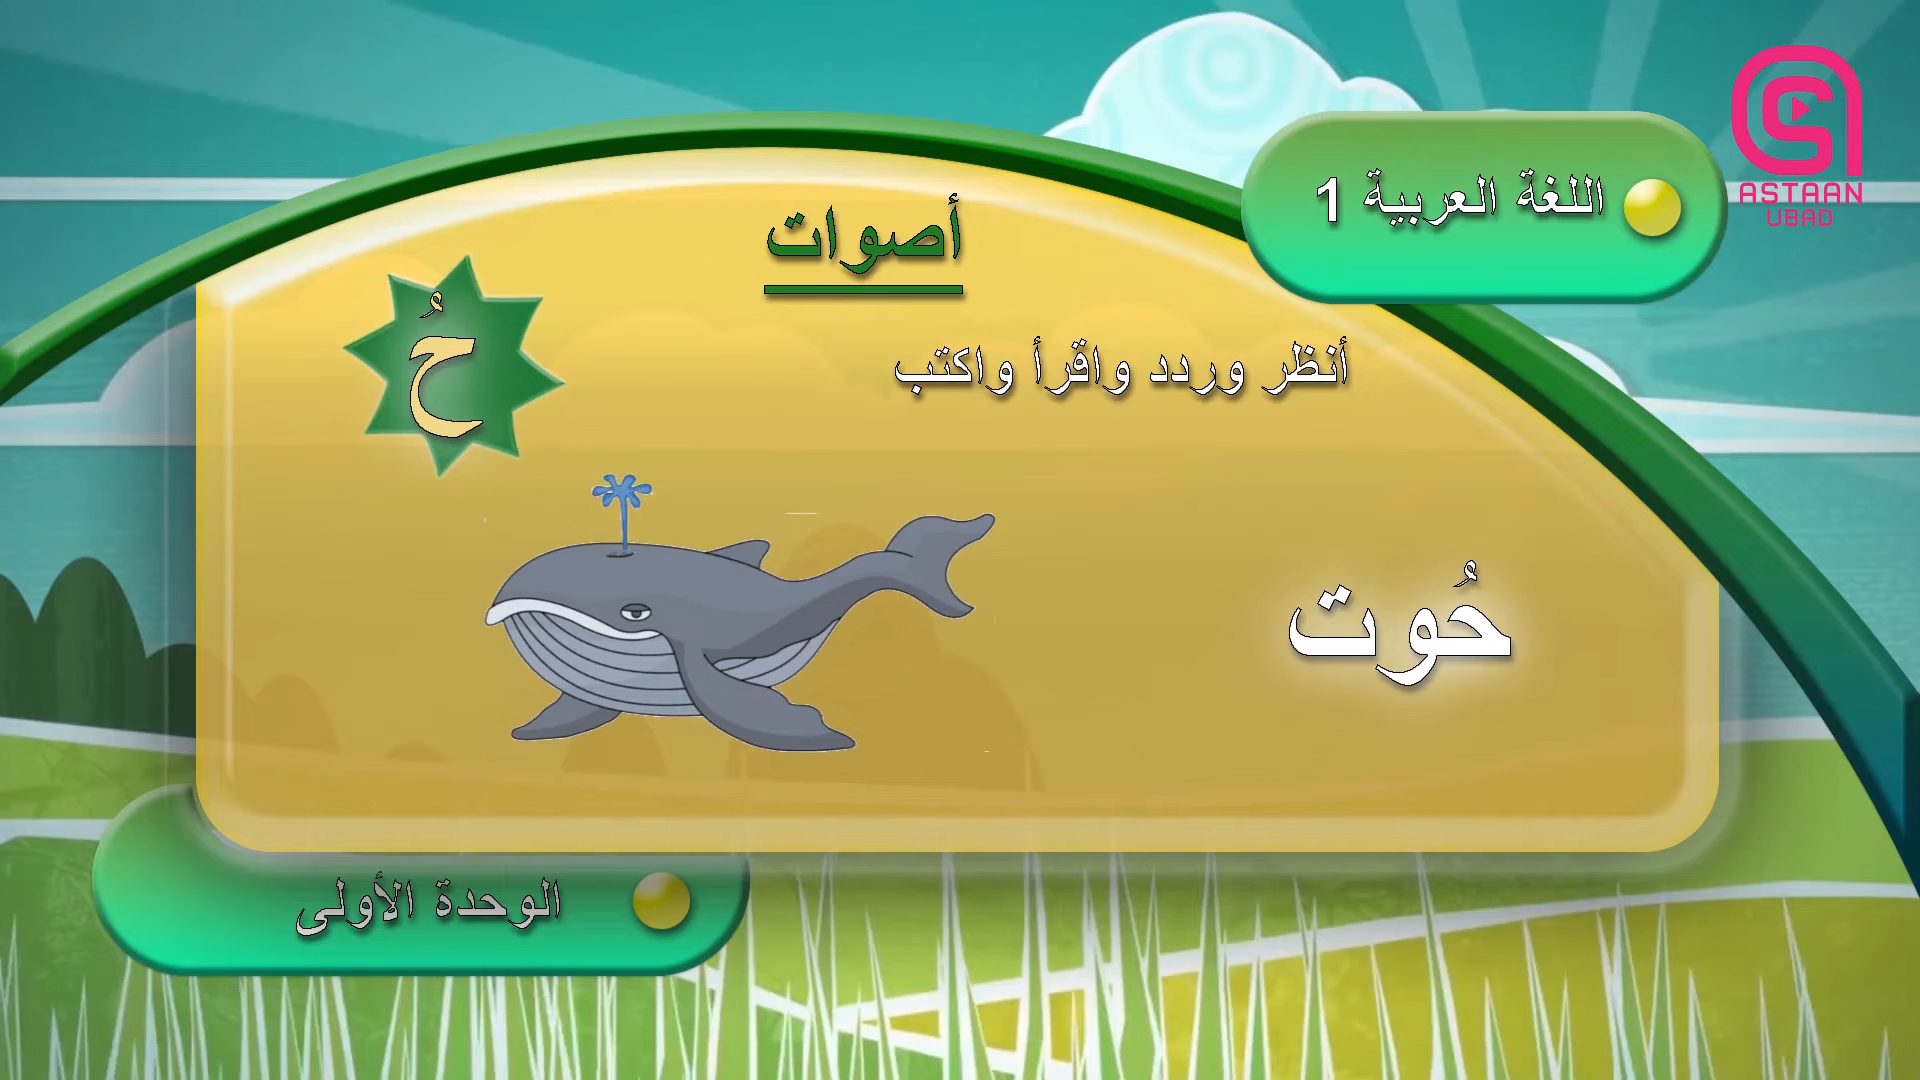 ASTAAN
UBAD
اللغة العربية 1
أصوات
حُ
أنظر وردد واقرأ واكتب
حُوت
الوحدة الأولى